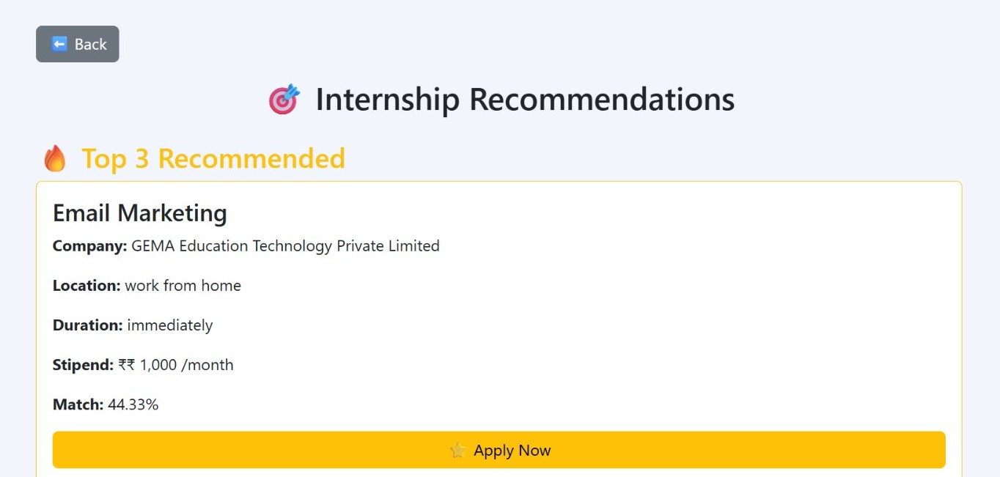 Back
Internship Recommendations
Top 3 Recommended
Email Marketing
Company: GEMA Education Technology Private Limited
Location: work from home
Duration: immediately
Stipend: ₹₹ 1,000 /month
Match: 44.33%
Apply Now